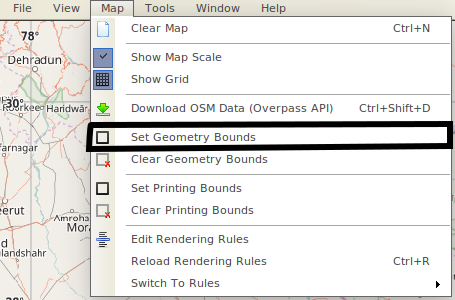 File Map Tools Window Help
78°
Clear Map Ctrl+N
Show Map Scale
Dehradun
Show Grid
30°
Roorkee Haridwar
Download OSM Data (Overpass API) Ctrl+Shift+D
Set Geometry Bounds
farnagar
Clear Geometry Bounds
Set Printing Bounds
eerut
Clear Printing Bounds
Amroha
Mora
Edit Rendering Rules
landshahr
Reload Rendering Rules Ctrl+R
Switch To Rules
78°